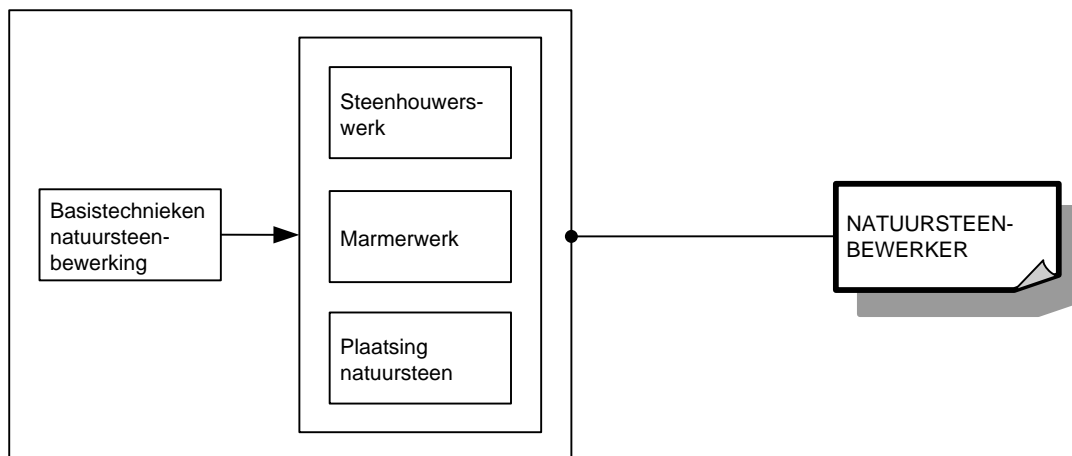 Basistechnieken
natuursteen-
bewerking
Steenhouwers-
werk
Marmerwerk
Plaatsing
natuursteen
NATUURSTEEN-
BEWERKER